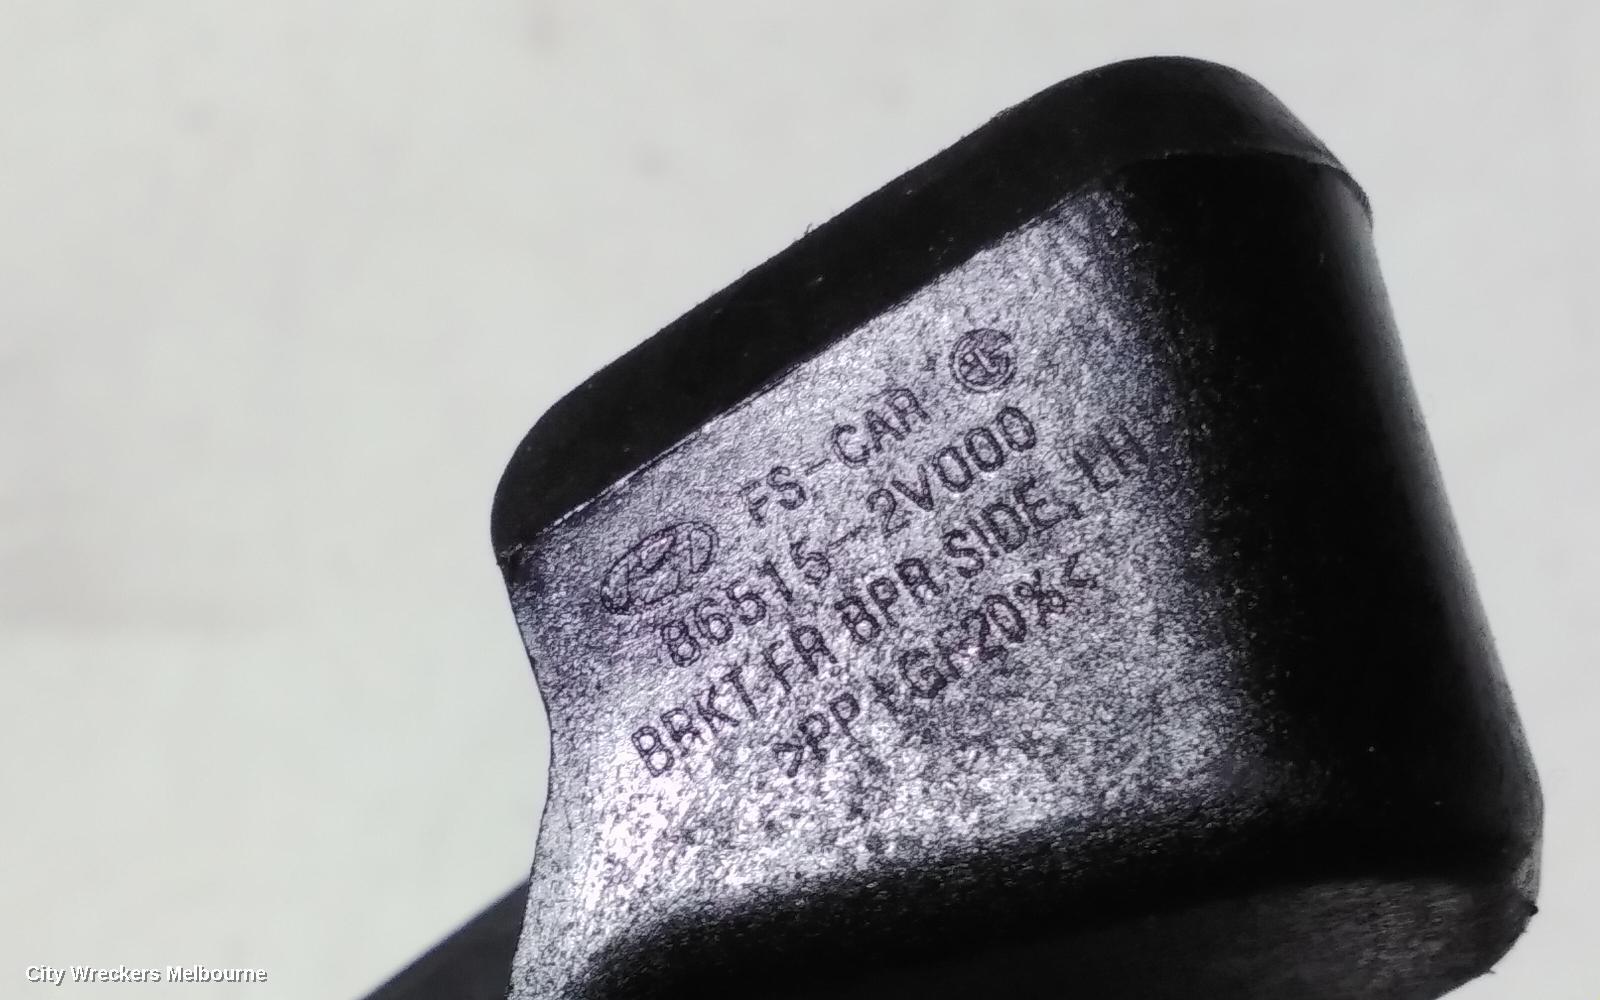 FS-CAR
86515-2V000
BRKT-FR BPR SIDE, LH
>PP+GF20%<
City Wreckers Melbourne